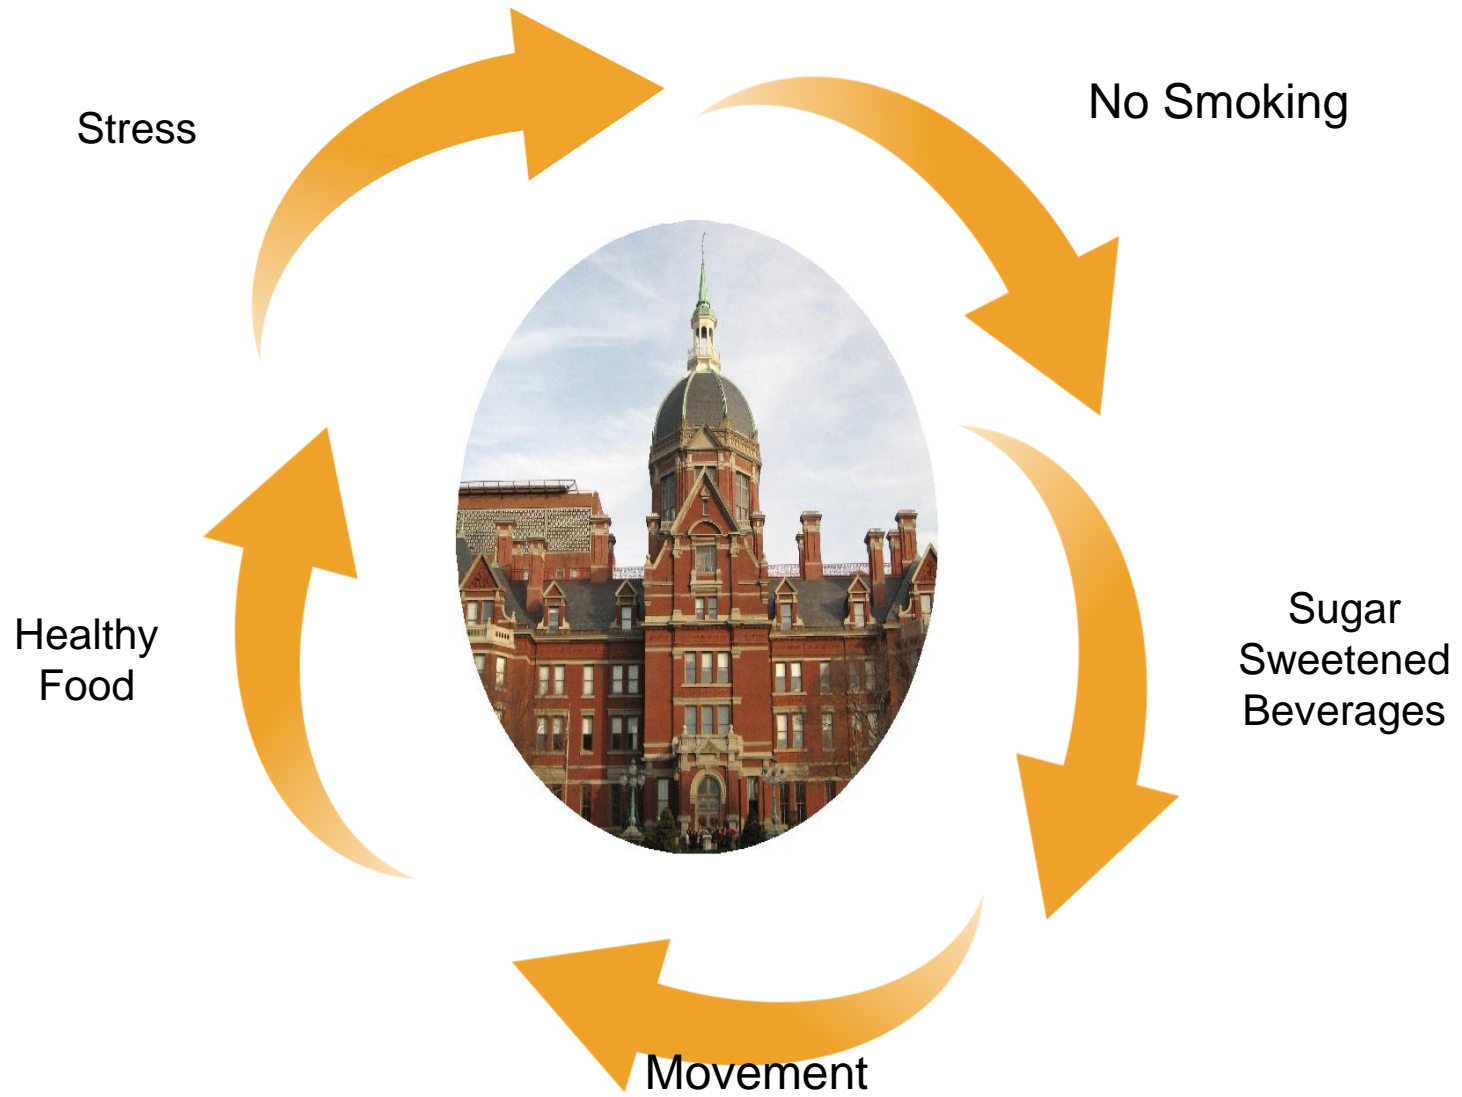 Stress
No Smoking
Healthy
Food
Sugar
Sweetened
Beverages
Movement